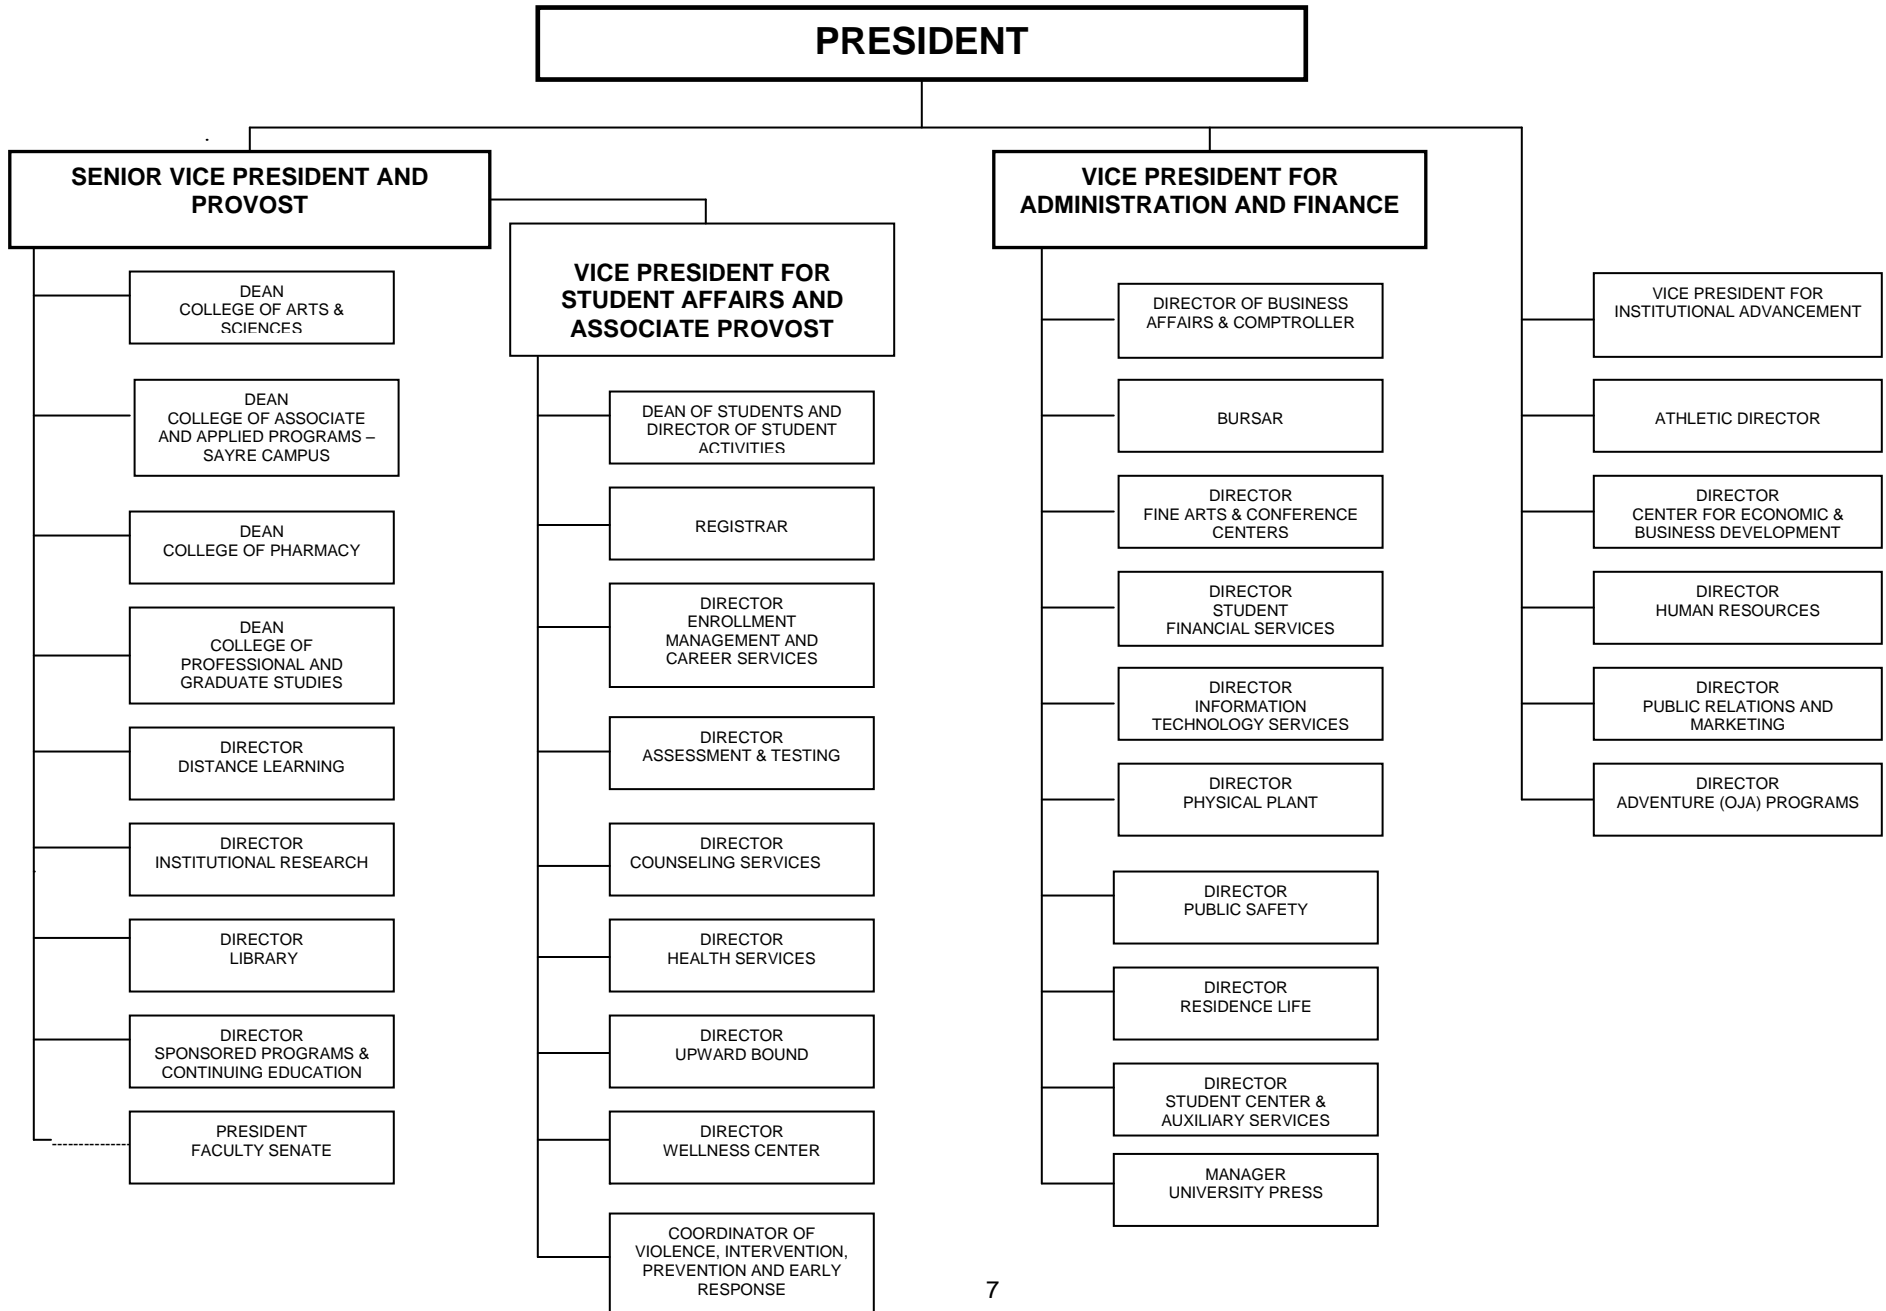 PRESIDENT
SENIOR VICE PRESIDENT AND
PROVOST
DEAN
COLLEGE OF ARTS &
SCIENCES
DEAN
COLLEGE OF ASSOCIATE
AND APPLIED PROGRAMS –
SAYRE CAMPUS
DEAN
COLLEGE OF PHARMACY
DEAN
COLLEGE OF
PROFESSIONAL AND
GRADUATE STUDIES
DIRECTOR
DISTANCE LEARNING
DIRECTOR
INSTITUTIONAL RESEARCH
DIRECTOR
LIBRARY
DIRECTOR
SPONSORED PROGRAMS &
CONTINUING EDUCATION
PRESIDENT
FACULTY SENATE
VICE PRESIDENT FOR
STUDENT AFFAIRS AND
ASSOCIATE PROVOST
DEAN OF STUDENTS AND
DIRECTOR OF STUDENT
ACTIVITIES
REGISTRAR
DIRECTOR
ENROLLMENT
MANAGEMENT AND
CAREER SERVICES
DIRECTOR
ASSESSMENT & TESTING
DIRECTOR
COUNSELING SERVICES
DIRECTOR
HEALTH SERVICES
DIRECTOR
UPWARD BOUND
DIRECTOR
WELLNESS CENTER
COORDINATOR OF
VIOLENCE, INTERVENTION,
PREVENTION AND EARLY
RESPONSE
VICE PRESIDENT FOR
ADMINISTRATION AND FINANCE
DIRECTOR OF BUSINESS
AFFAIRS & COMPTROLLER
BURSAR
DIRECTOR
FINE ARTS & CONFERENCE
CENTERS
DIRECTOR
STUDENT
FINANCIAL SERVICES
DIRECTOR
INFORMATION
TECHNOLOGY SERVICES
DIRECTOR
PHYSICAL PLANT
DIRECTOR
PUBLIC SAFETY
DIRECTOR
RESIDENCE LIFE
DIRECTOR
STUDENT CENTER &
AUXILIARY SERVICES
MANAGER
UNIVERSITY PRESS
VICE PRESIDENT FOR
INSTITUTIONAL ADVANCEMENT
ATHLETIC DIRECTOR
DIRECTOR
CENTER FOR ECONOMIC &
BUSINESS DEVELOPMENT
DIRECTOR
HUMAN RESOURCES
DIRECTOR
PUBLIC RELATIONS AND
MARKETING
DIRECTOR
ADVENTURE (OJA) PROGRAMS
7